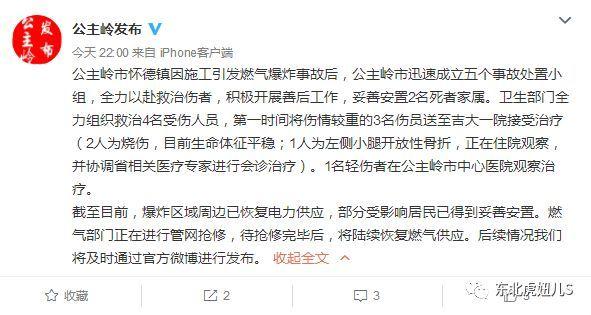 公主岭发布
公主岭
发布
今天 22:00 来自 iPhone客户端
公主岭市怀德镇因施工引发燃气爆炸事故后，公主岭市迅速成立五个事故处置小
组，全力以赴救治伤者，积极开展善后工作，妥善安置2名死者家属。卫生部门全
力组织救治4名受伤人员，第一时间将伤情较重的3名伤员送至吉大一院接受治疗
（2人为烧伤，目前生命体征平稳；1人为左侧小腿开放性骨折，正在住院观察，
并协调省相关医疗专家进行会诊治疗）。1名轻伤者在公主岭市中心医院观察治
疗。
截至目前，爆炸区域周边已恢复电力供应，部分受影响居民已得到妥善安置。燃
气部门正在进行管网抢修，待抢修完毕后，将陆续恢复燃气供应。后续情况我们
将及时通过官方微博进行发布。 收起全文
收藏 2 3
东北虎妞儿S